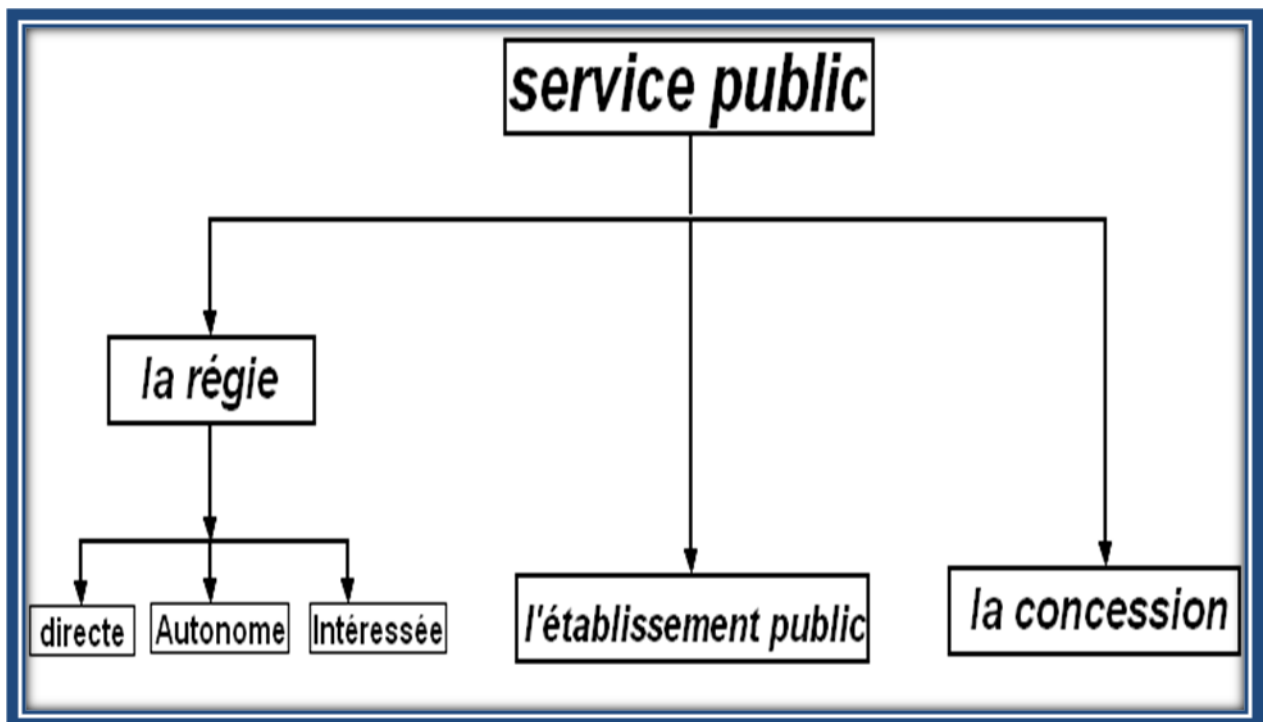 service public
la régie
directe
Autonome
Intéressée
l'établissement public
la concession